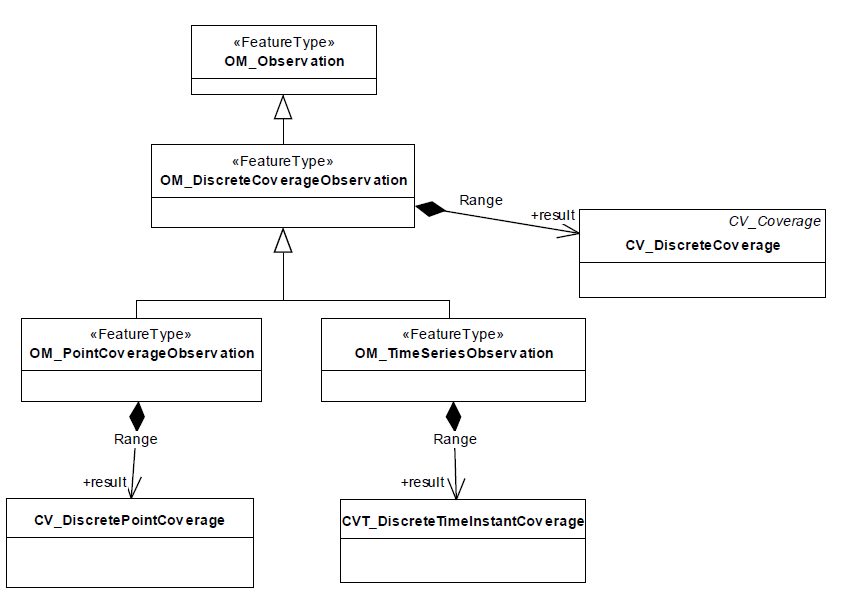 «FeatureType»
OM_Observation
«FeatureType»
OM_DiscreteCoverageObservation
Range
+result
CV_Coverage
CV_DiscreteCoverage
«FeatureType»
OM_PointCoverageObservation
«FeatureType»
OM_TimeSeriesObservation
Range
Range
+result
+result
CV_DiscretePointCoverage
CVT_DiscreteTimeInstantCoverage